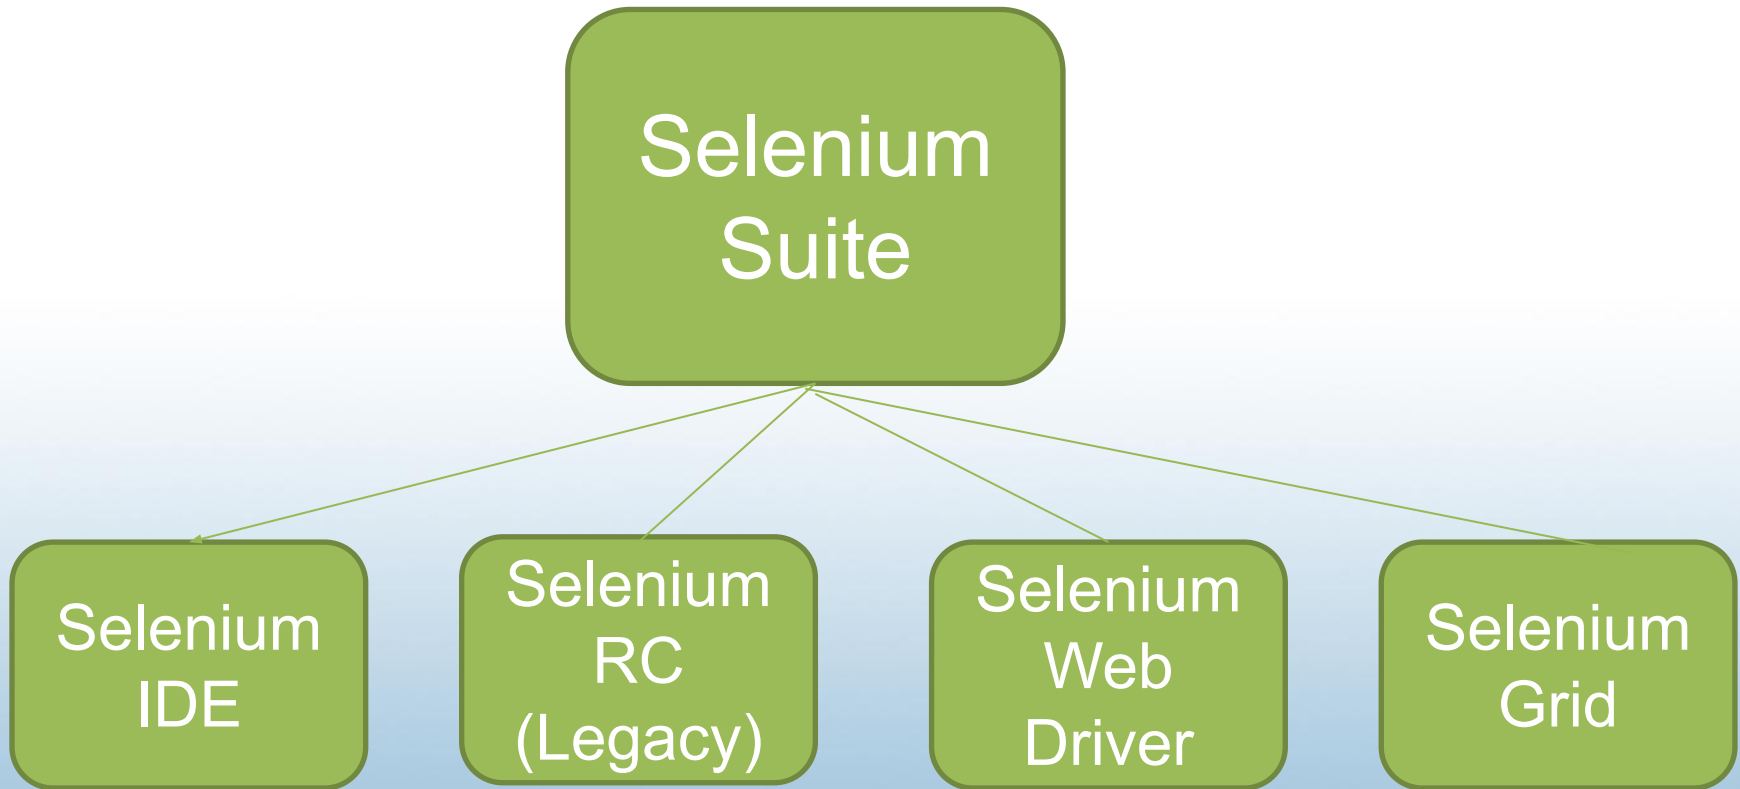 Selenium
Suite
Selenium
IDE
Selenium
RC
(Legacy)
Selenium
Web
Driver
Selenium
Grid